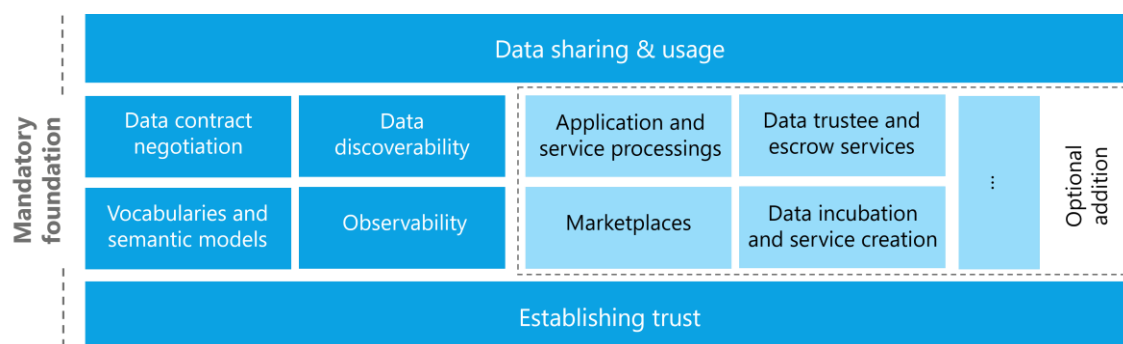 Mandatory
foundation
Data sharing & usage
Data contract
negotiation
Data
discoverability
Application and
service processings
Data trustee and
escrow services
...
Optional
addition
Vocabularies and
semantic models
Observability
Marketplaces
Data incubation
and service creation
Establishing trust